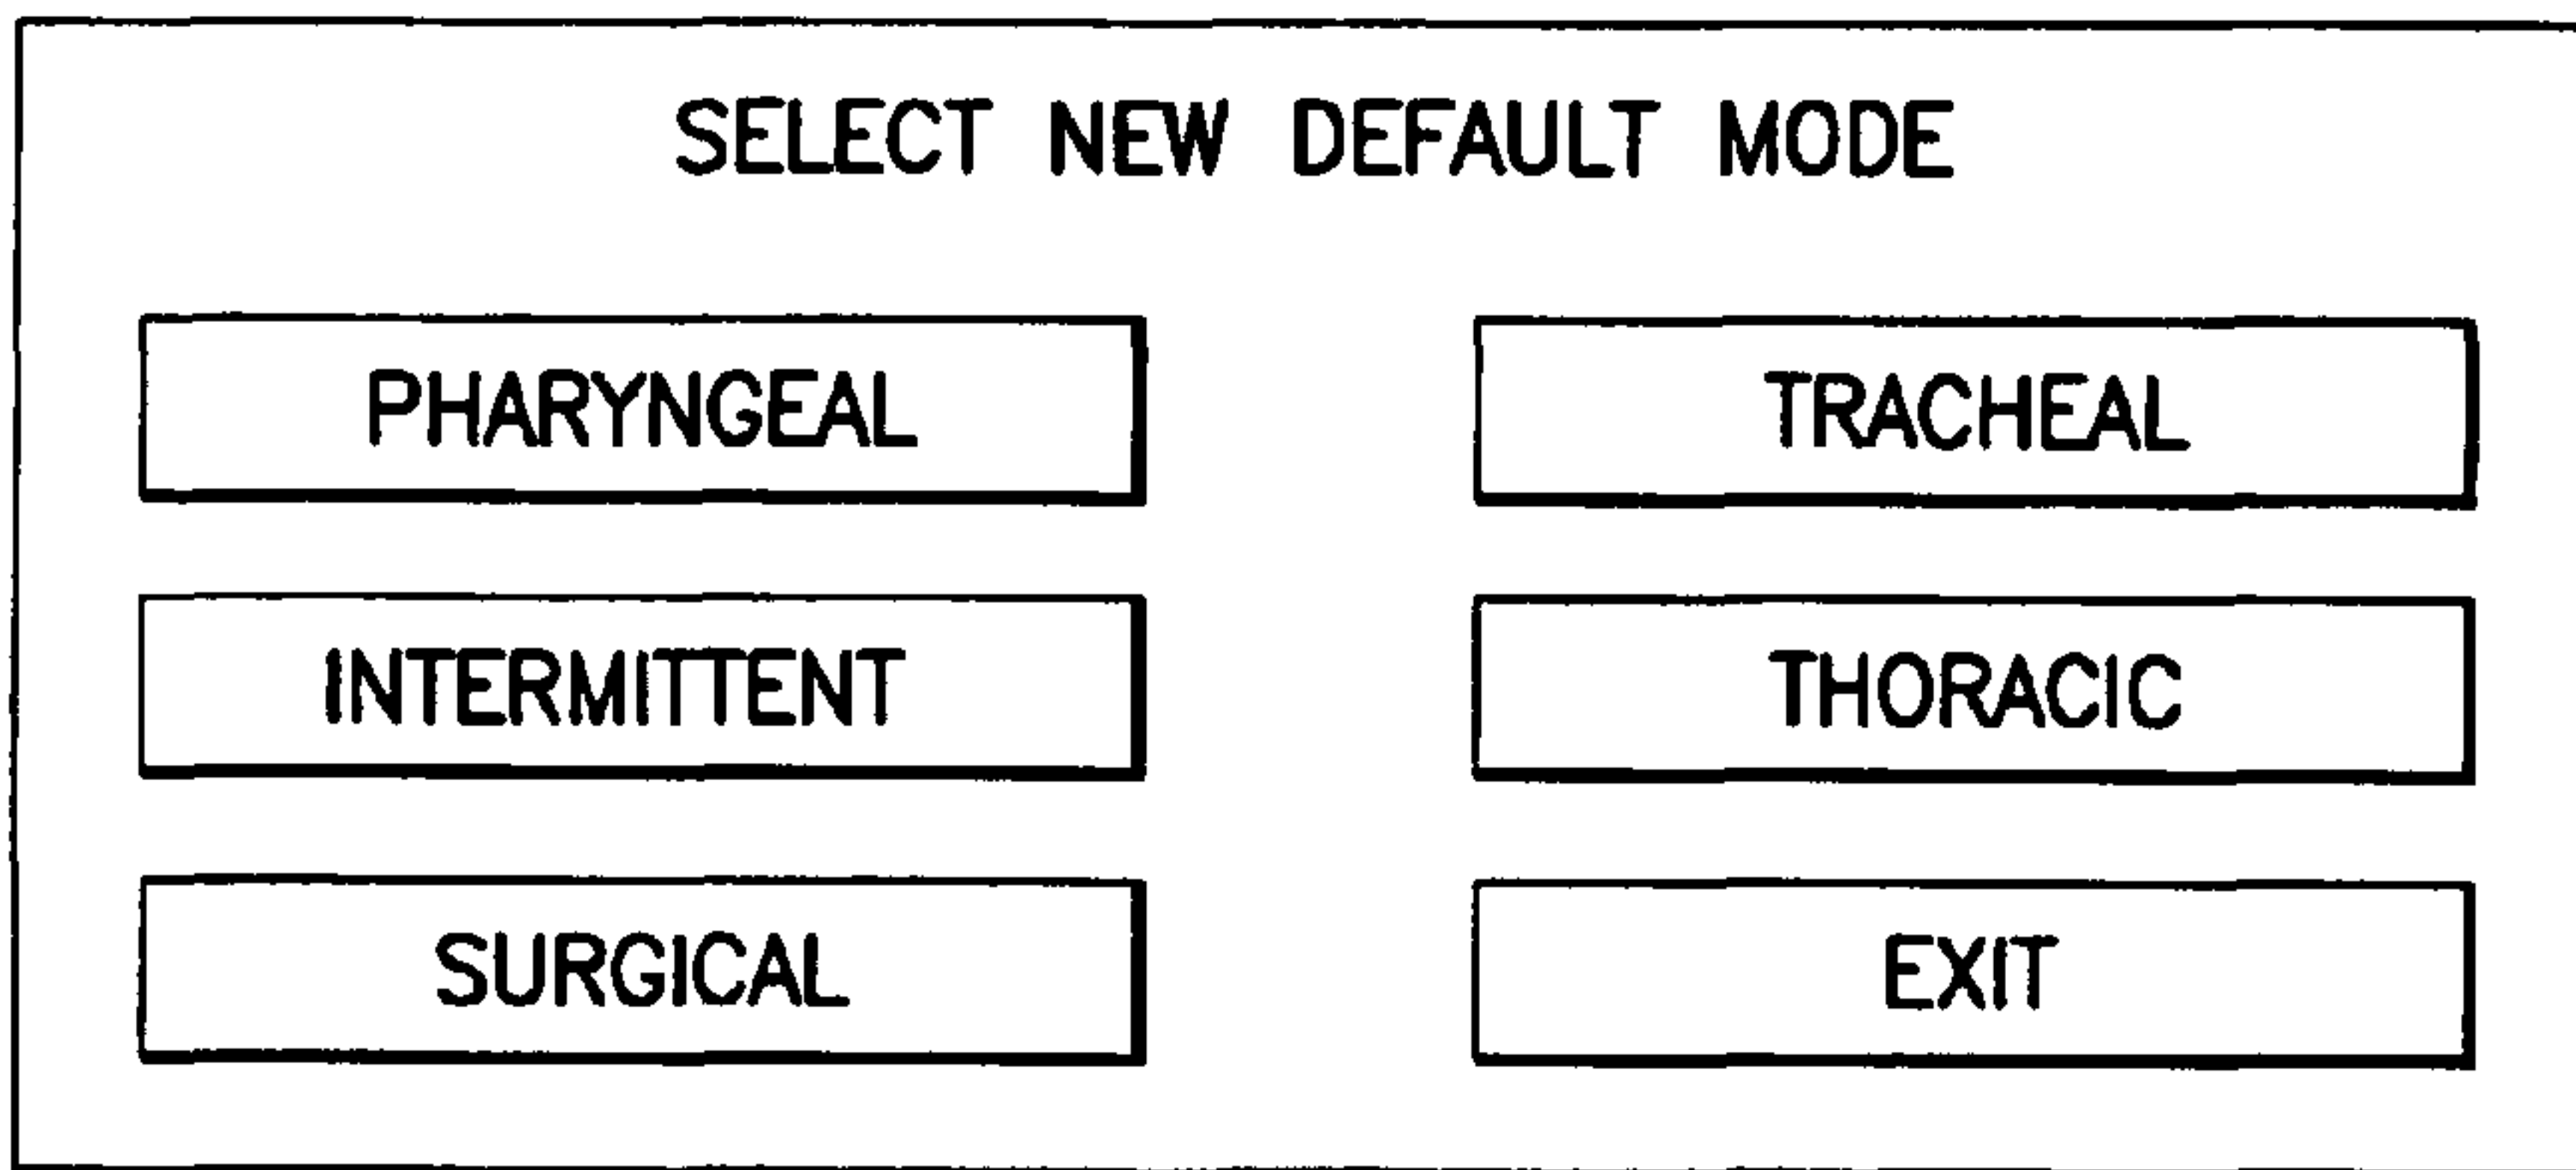 SELECT NEW DEFAULT MODE
PHARYNGEAL
TRACHEAL
INTERMITTENT
THORACIC
SURGICAL
EXIT